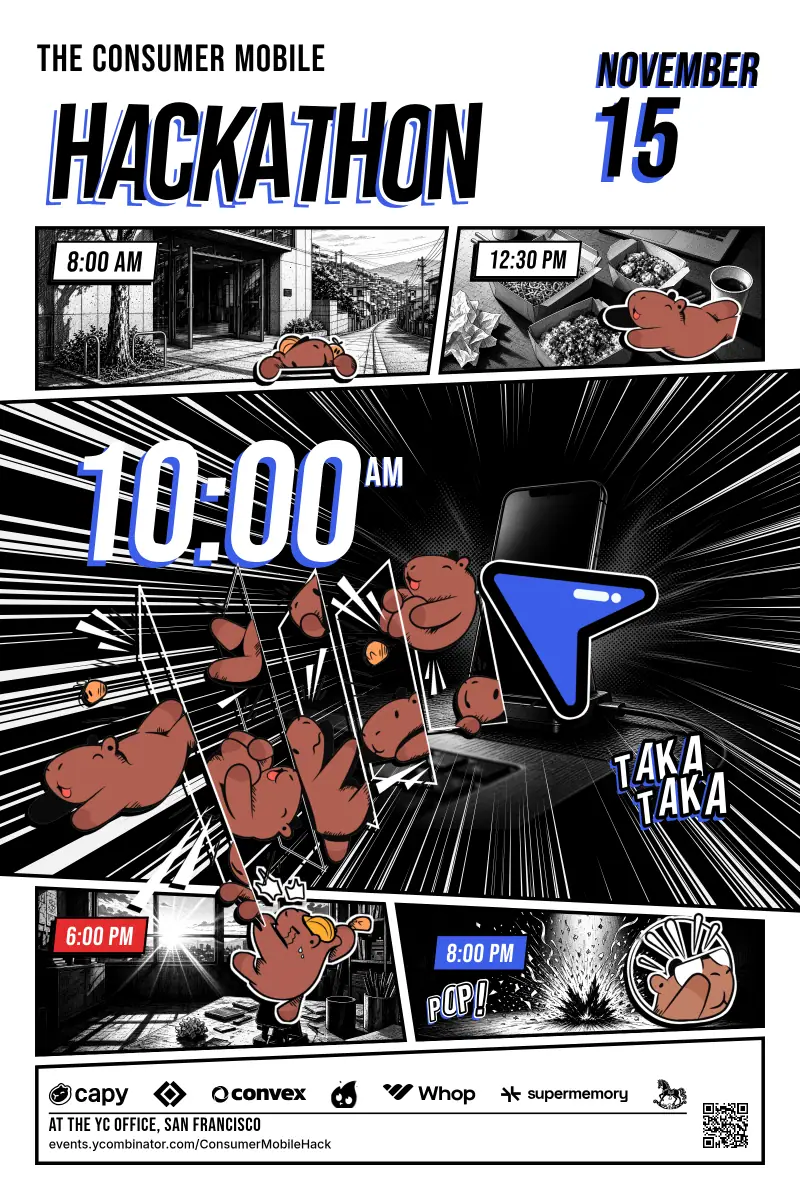 THE CONSUMER MOBILE
HACKATHON
NOVEMBER
15
8:00 AM
12:30 PM
10:00 AM
TAKA
TAKA
6:00 PM
8:00 PM
POP!
capy convex Whop supermemory
AT THE YC OFFICE, SAN FRANCISCO
events.ycombinator.com/ConsumerMobileHack